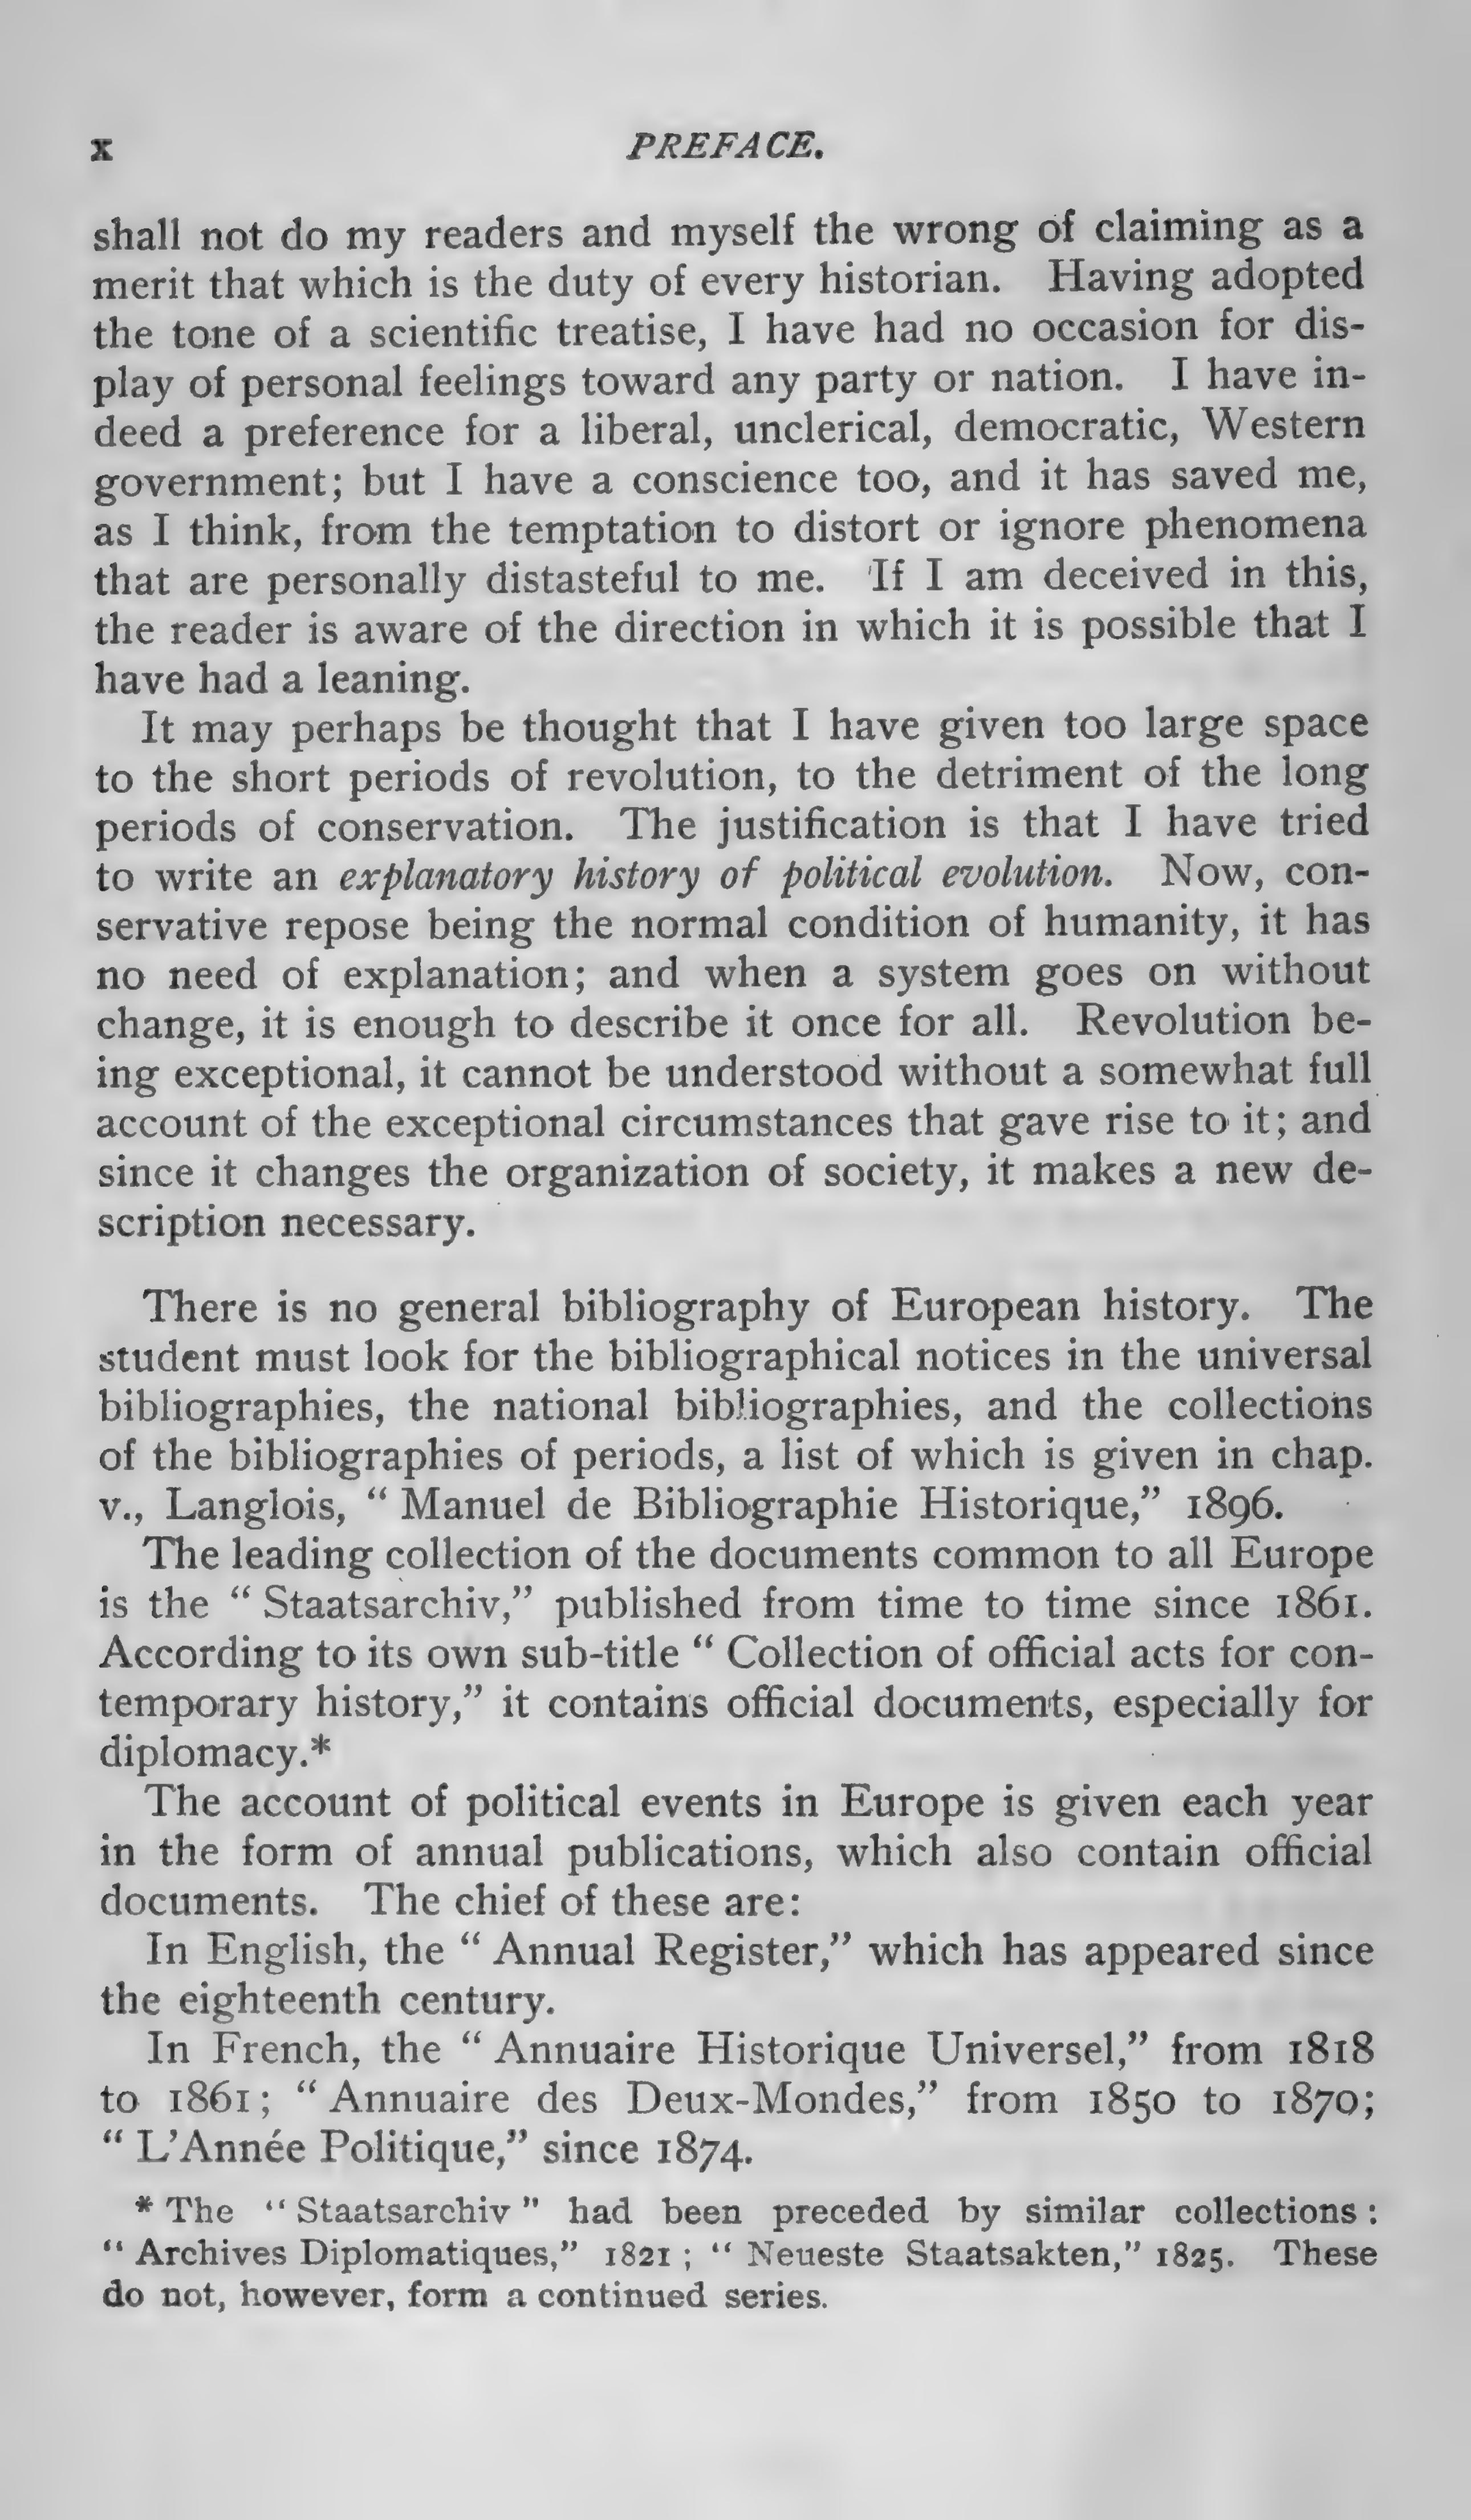 x
PREFACE.
shall not do my readers and myself the wrong of claiming as a
merit that which is the duty of every historian. Having adopted
the tone of a scientific treatise, I have had no occasion for dis-
play of personal feelings toward any party or nation. I have in-
deed a preference for a liberal, unclerical, democratic, Western
government; but I have a conscience too, and it has saved me,
as I think, from the temptation to distort or ignore phenomena
that are personally distasteful to me. If I am deceived in this,
the reader is aware of the direction in which it is possible that I
have had a leaning.
It may perhaps be thought that I have given too large space
to the short periods of revolution, to the detriment of the long
periods of conservation. The justification is that I have tried
to write an explanatory history of political evolution. Now, con-
servative repose being the normal condition of humanity, it has
no need of explanation; and when a system goes on without
change, it is enough to describe it once for all. Revolution be-
ing exceptional, it cannot be understood without a somewhat full
account of the exceptional circumstances that gave rise to it; and
since it changes the organization of society, it makes a new de-
scription necessary.
There is no general bibliography of European history. The
student must look for the bibliographical notices in the universal
bibliographies, the national bibliographies, and the collections
of the bibliographies of periods, a list of which is given in chap.
v., Langlois, “ Manuel de Bibliographie Historique,” 1896.
The leading collection of the documents common to all Europe
is the “ Staatsarchiv,” published from time to time since 1861.
According to its own sub-title “ Collection of official acts for con-
temporary history,” it contains official documents, especially for
diplomacy.*
The account of political events in Europe is given each year
in the form of annual publications, which also contain official
documents. The chief of these are:
In English, the “ Annual Register,” which has appeared since
the eighteenth century.
In French, the “ Annuaire Historique Universel,” from 1818
to 1861; “ Annuaire des Deux-Mondes,” from 1850 to 1870;
“ L’Année Politique,” since 1874.
* The “ Staatsarchiv ” had been preceded by similar collections :
“ Archives Diplomatiques,” 1821 ; “ Neueste Staatsakten,” 1825. These
do not, however, form a continued series.